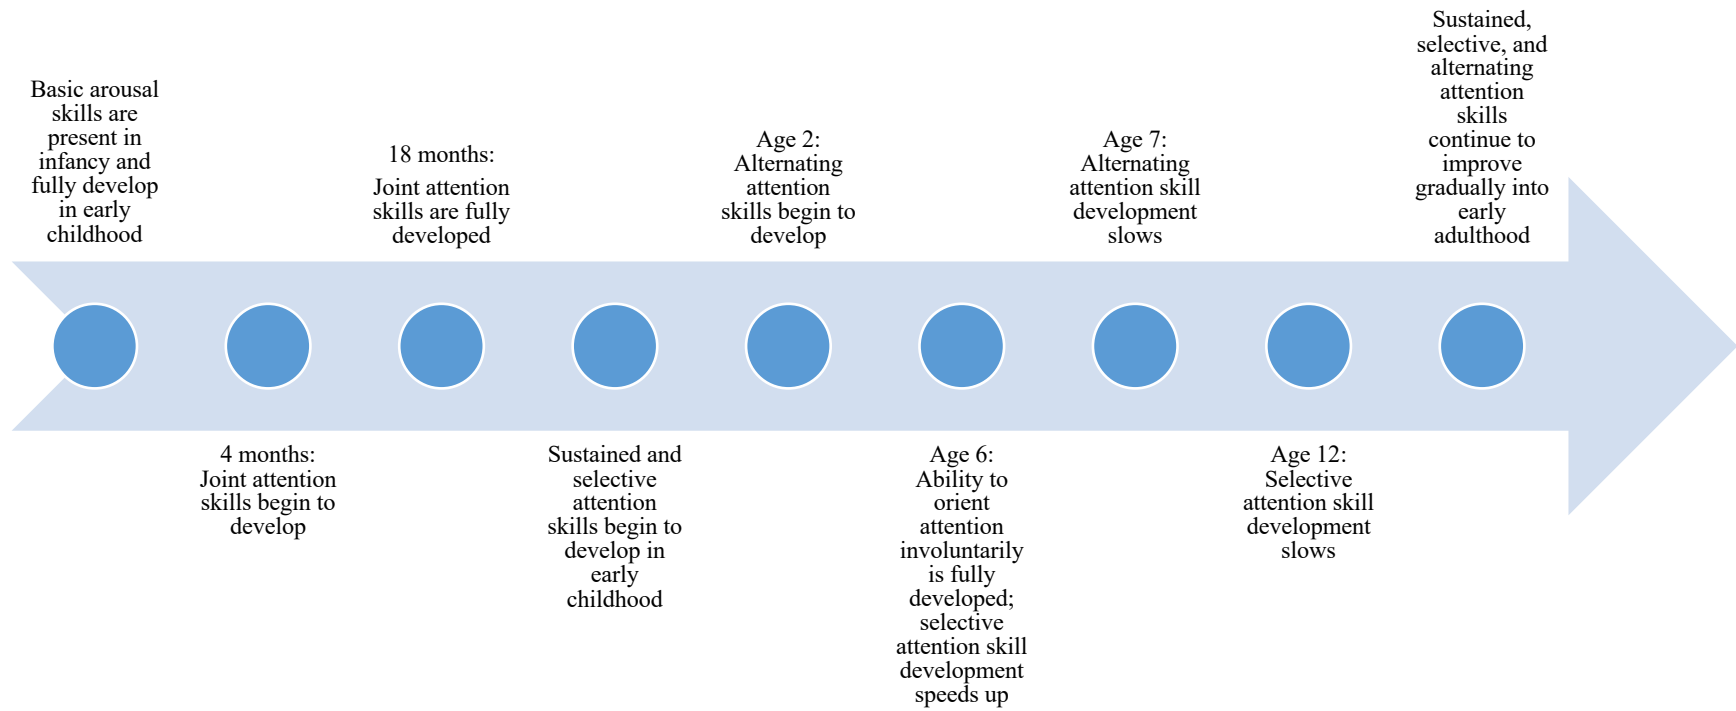 Basic arousal
skills are
present in
infancy and
fully develop
in early
childhood
4 months:
Joint attention
skills begin to
develop
18 months:
Joint attention
skills are fully
developed
Sustained and
selective
attention
skills begin to
develop in
early
childhood
Age 2:
Alternating
attention
skills begin to
develop
Age 6:
Ability to
orient
attention
involuntarily
is fully
developed;
selective
attention skill
development
speeds up
Age 7:
Alternating
attention skill
development
slows
Age 12:
Selective
attention skill
development
slows
Sustained,
selective, and
alternating
attention
skills
continue to
improve
gradually into
early
adulthood